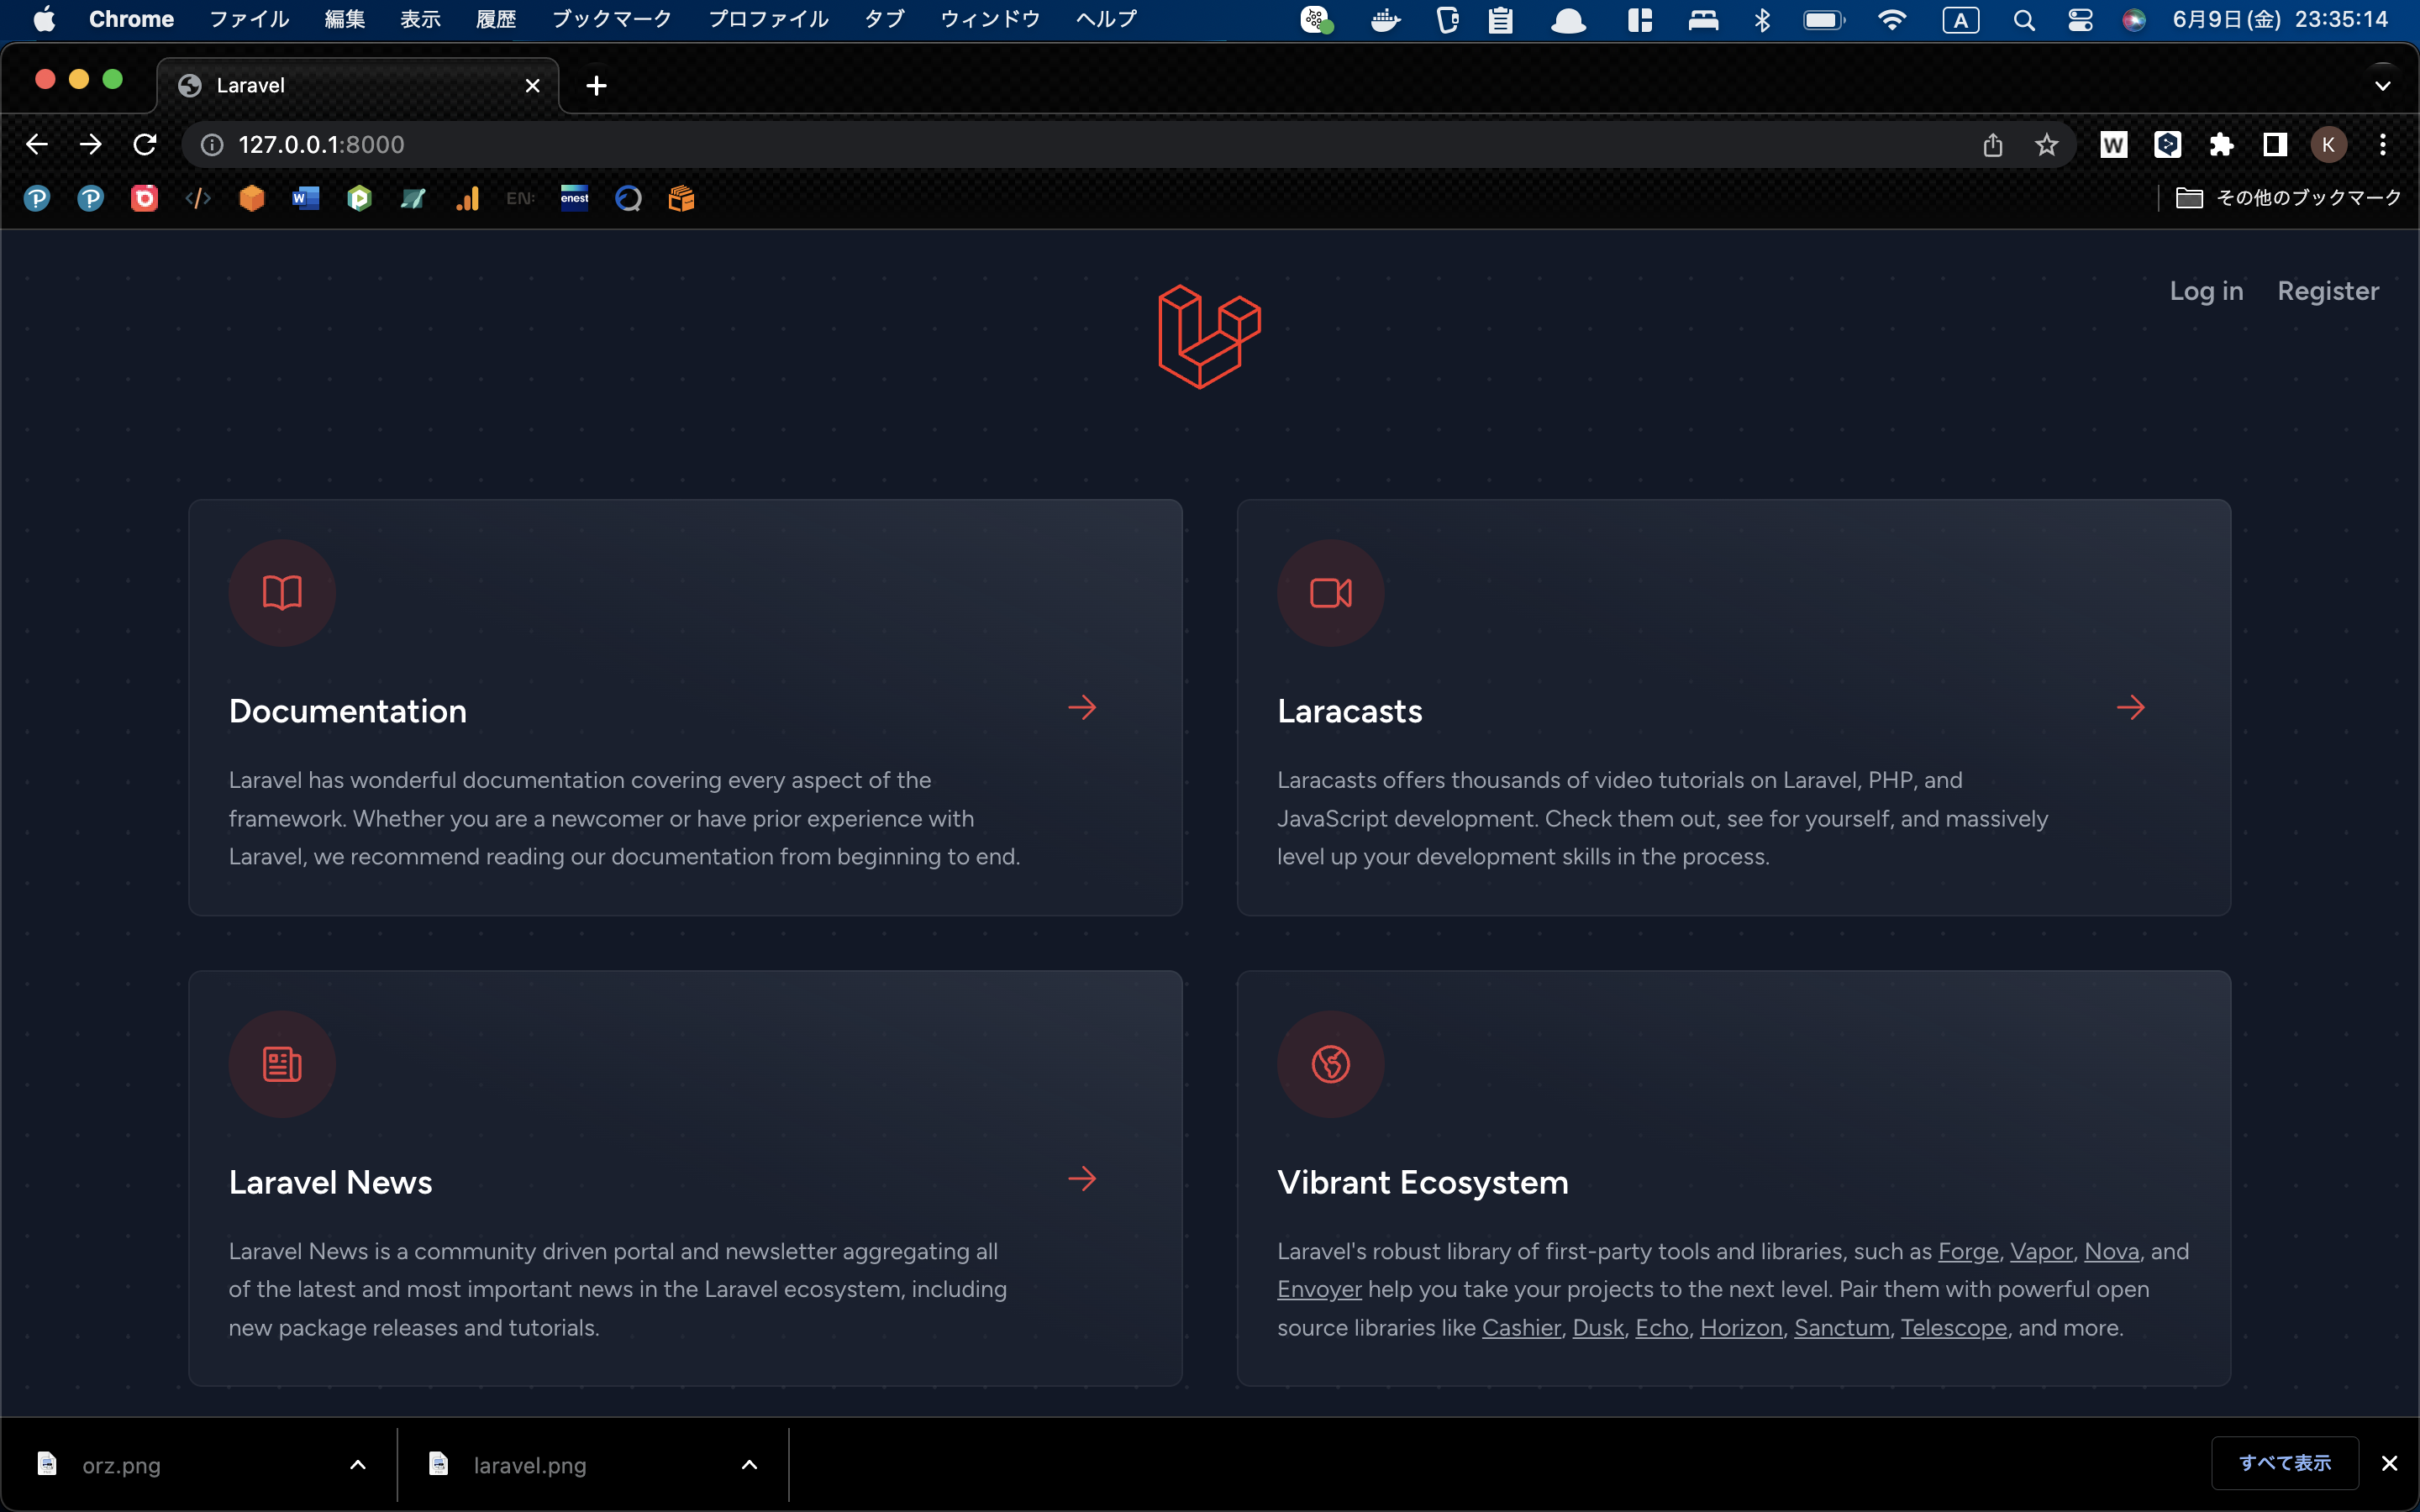 Chrome ファイル 編集 表示 履歴 ブックマーク プロファイル タブ ウィンドウ ヘルプ A 6月9日(金) 23:35:14
Laravel
127.0.0.1:8000 W K
W EN: enest その他のブックマーク
Log in Register
Documentation
Laravel has wonderful documentation covering every aspect of the
framework. Whether you are a newcomer or have prior experience with
Laravel, we recommend reading our documentation from beginning to end.
Laracasts
Laracasts offers thousands of video tutorials on Laravel, PHP, and
JavaScript development. Check them out, see for yourself, and massively
level up your development skills in the process.
Laravel News
Laravel News is a community driven portal and newsletter aggregating all
of the latest and most important news in the Laravel ecosystem, including
new package releases and tutorials.
Vibrant Ecosystem
Laravel's robust library of first-party tools and libraries, such as Forge, Vapor, Nova, and
Envoyer help you take your projects to the next level. Pair them with powerful open
source libraries like Cashier, Dusk, Echo, Horizon, Sanctum, Telescope, and more.
orz.png laravel.png すべて表示